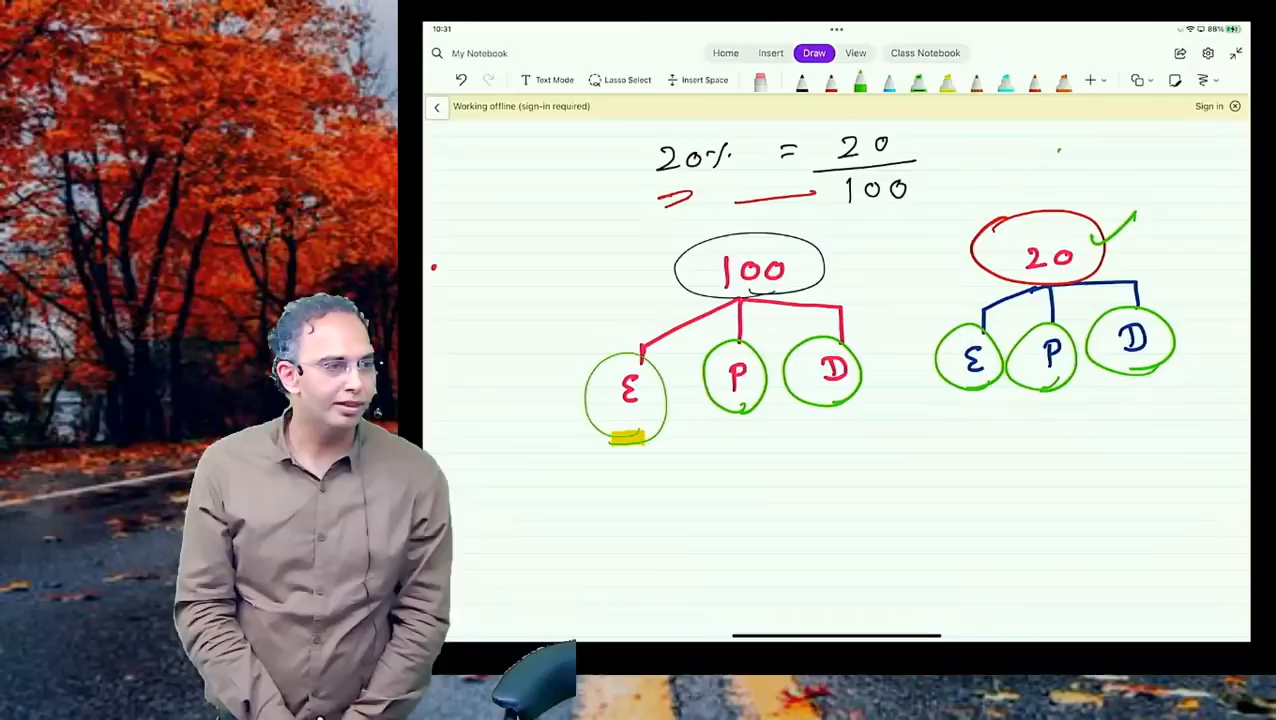 10:31
88%
My Notebook
Home Insert Draw View Class Notebook
Text Mode Lasso Select Insert Space
Working offline (sign-in required) Sign in
20% = 20
100
100 20
E P D E P D